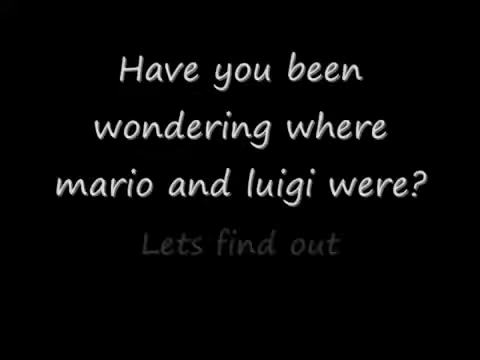 Have you been
wondering where
mario and luigi were?
Lets find out